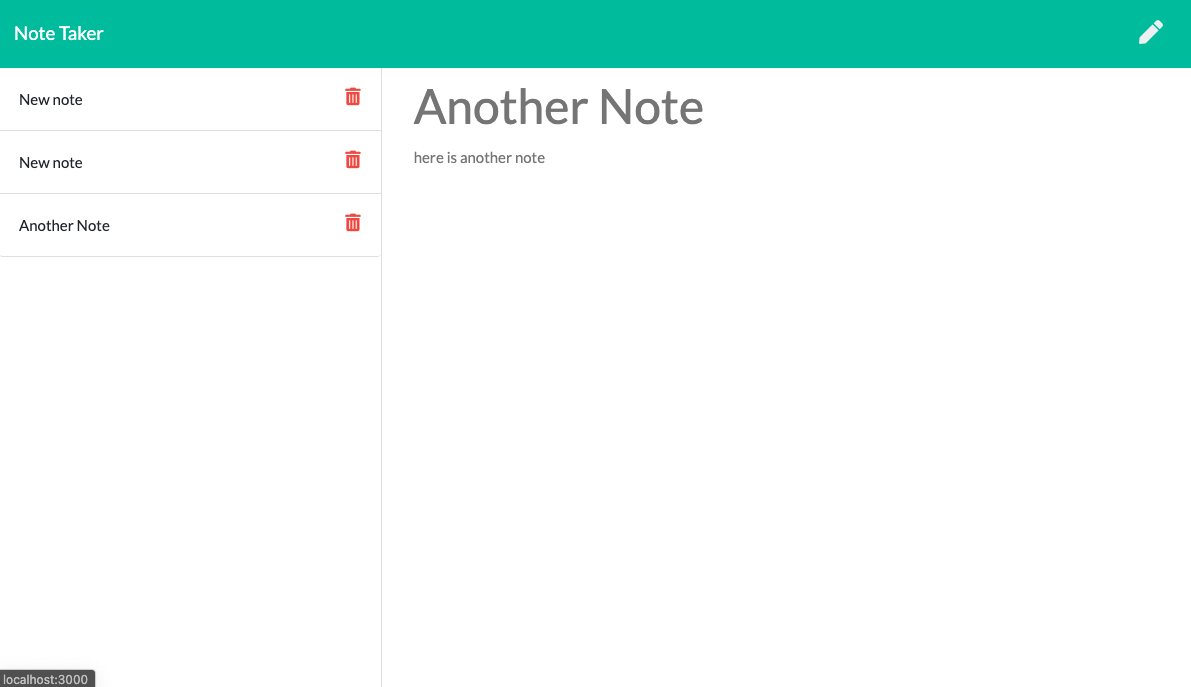 Note Taker
New note
New note
Another Note
Another Note
here is another note
localhost:3000